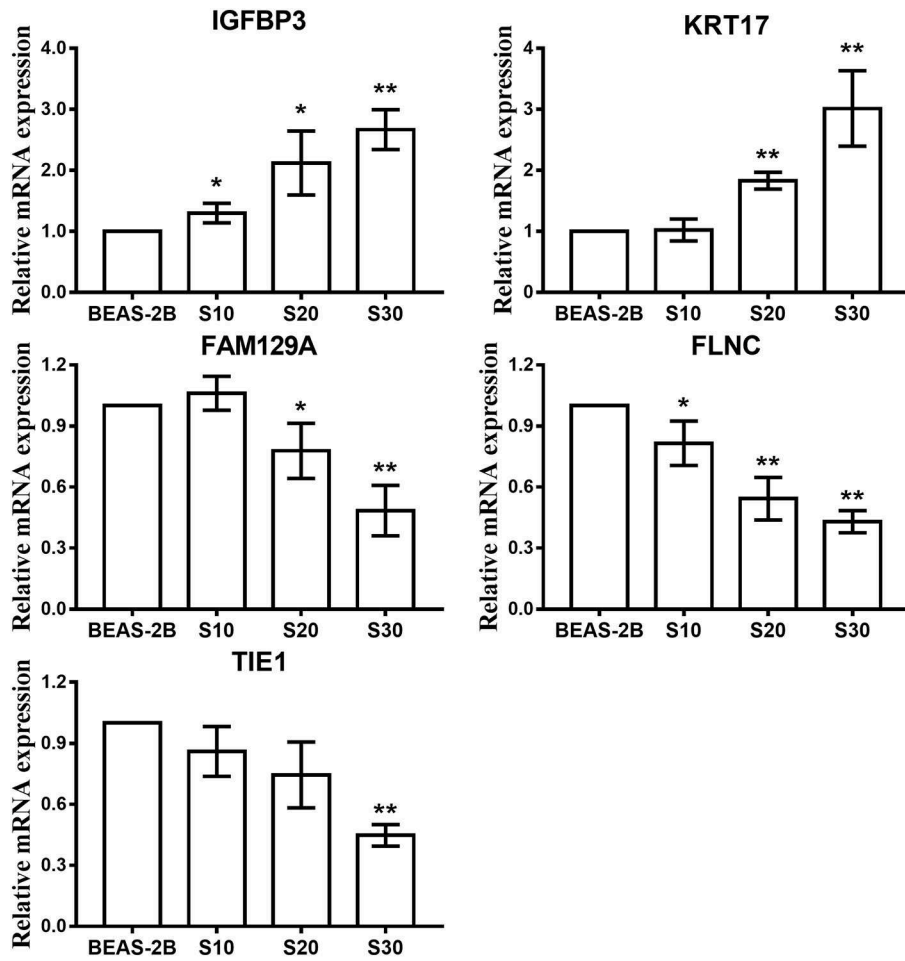 IGFBP3
Relative mRNA expression
4.0
3.0
2.0
1.0
0.0
*
*
**
BEAS-2B S10 S20 S30
KRT17
Relative mRNA expression
4
3
2
1
0
**
**
BEAS-2B S10 S20 S30
FAM129A
Relative mRNA expression
1.2
0.9
0.6
0.3
0.0
*
**
BEAS-2B S10 S20 S30
FLNC
Relative mRNA expression
1.2
0.9
0.6
0.3
0.0
*
**
**
BEAS-2B S10 S20 S30
TIE1
Relative mRNA expression
1.2
0.9
0.6
0.3
0.0
**
BEAS-2B S10 S20 S30